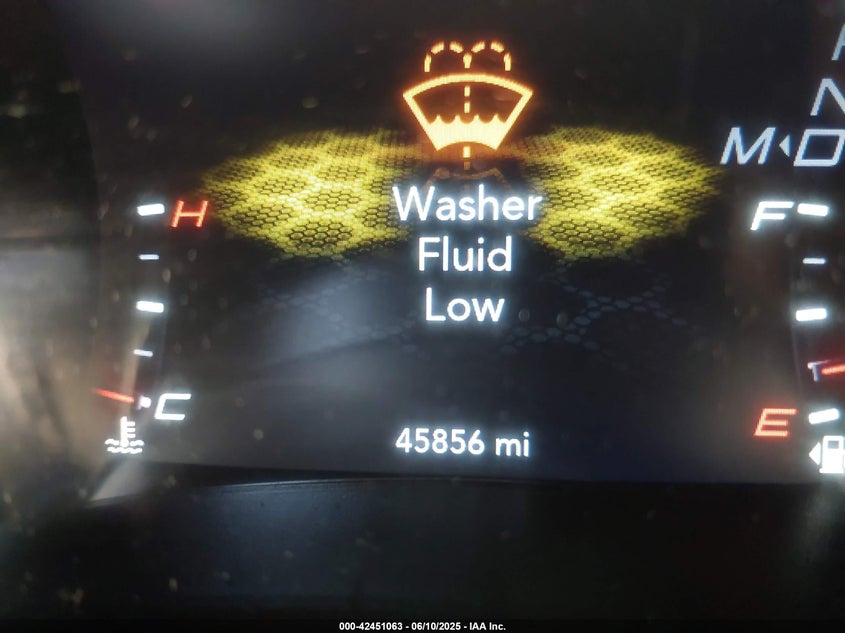 P
N
M D
H
F
Washer
Fluid
Low
C
E
45856 mi
000-42451063 - 06/10/2025 - IAA Inc.